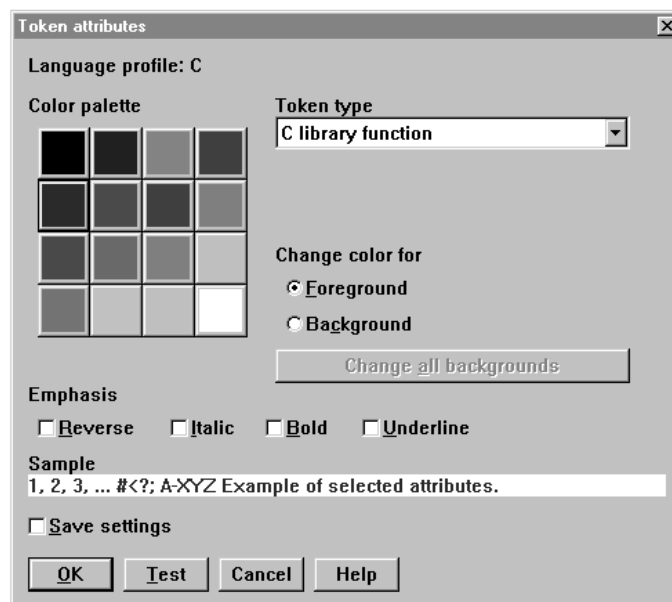 Token attributes
Language profile: C
Color palette
Token type
C library function
Change color for
Foreground
Background
Change all backgrounds
Emphasis
Reverse Italic Bold Underline
Sample
1, 2, 3, ... #<?; A-XYZ Example of selected attributes.
Save settings
OK Test Cancel Help